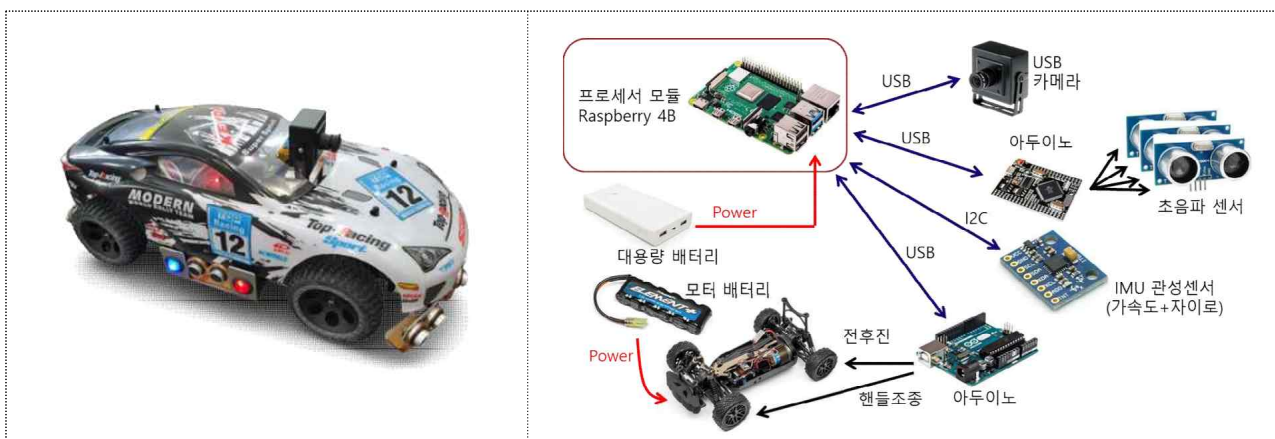 MODERN
TOP
Racing
12
12
Top-Racing
Sport
프로세서 모듈
Raspberry 4B
USB
USB
카메라
USB
아두이노
초음파 센서
I2C
Power
대용량 배터리
USB
IMU 관성센서
(가속도+자이로)
모터 배터리
ELEMENT
Power
전후진
핸들조종
아두이노